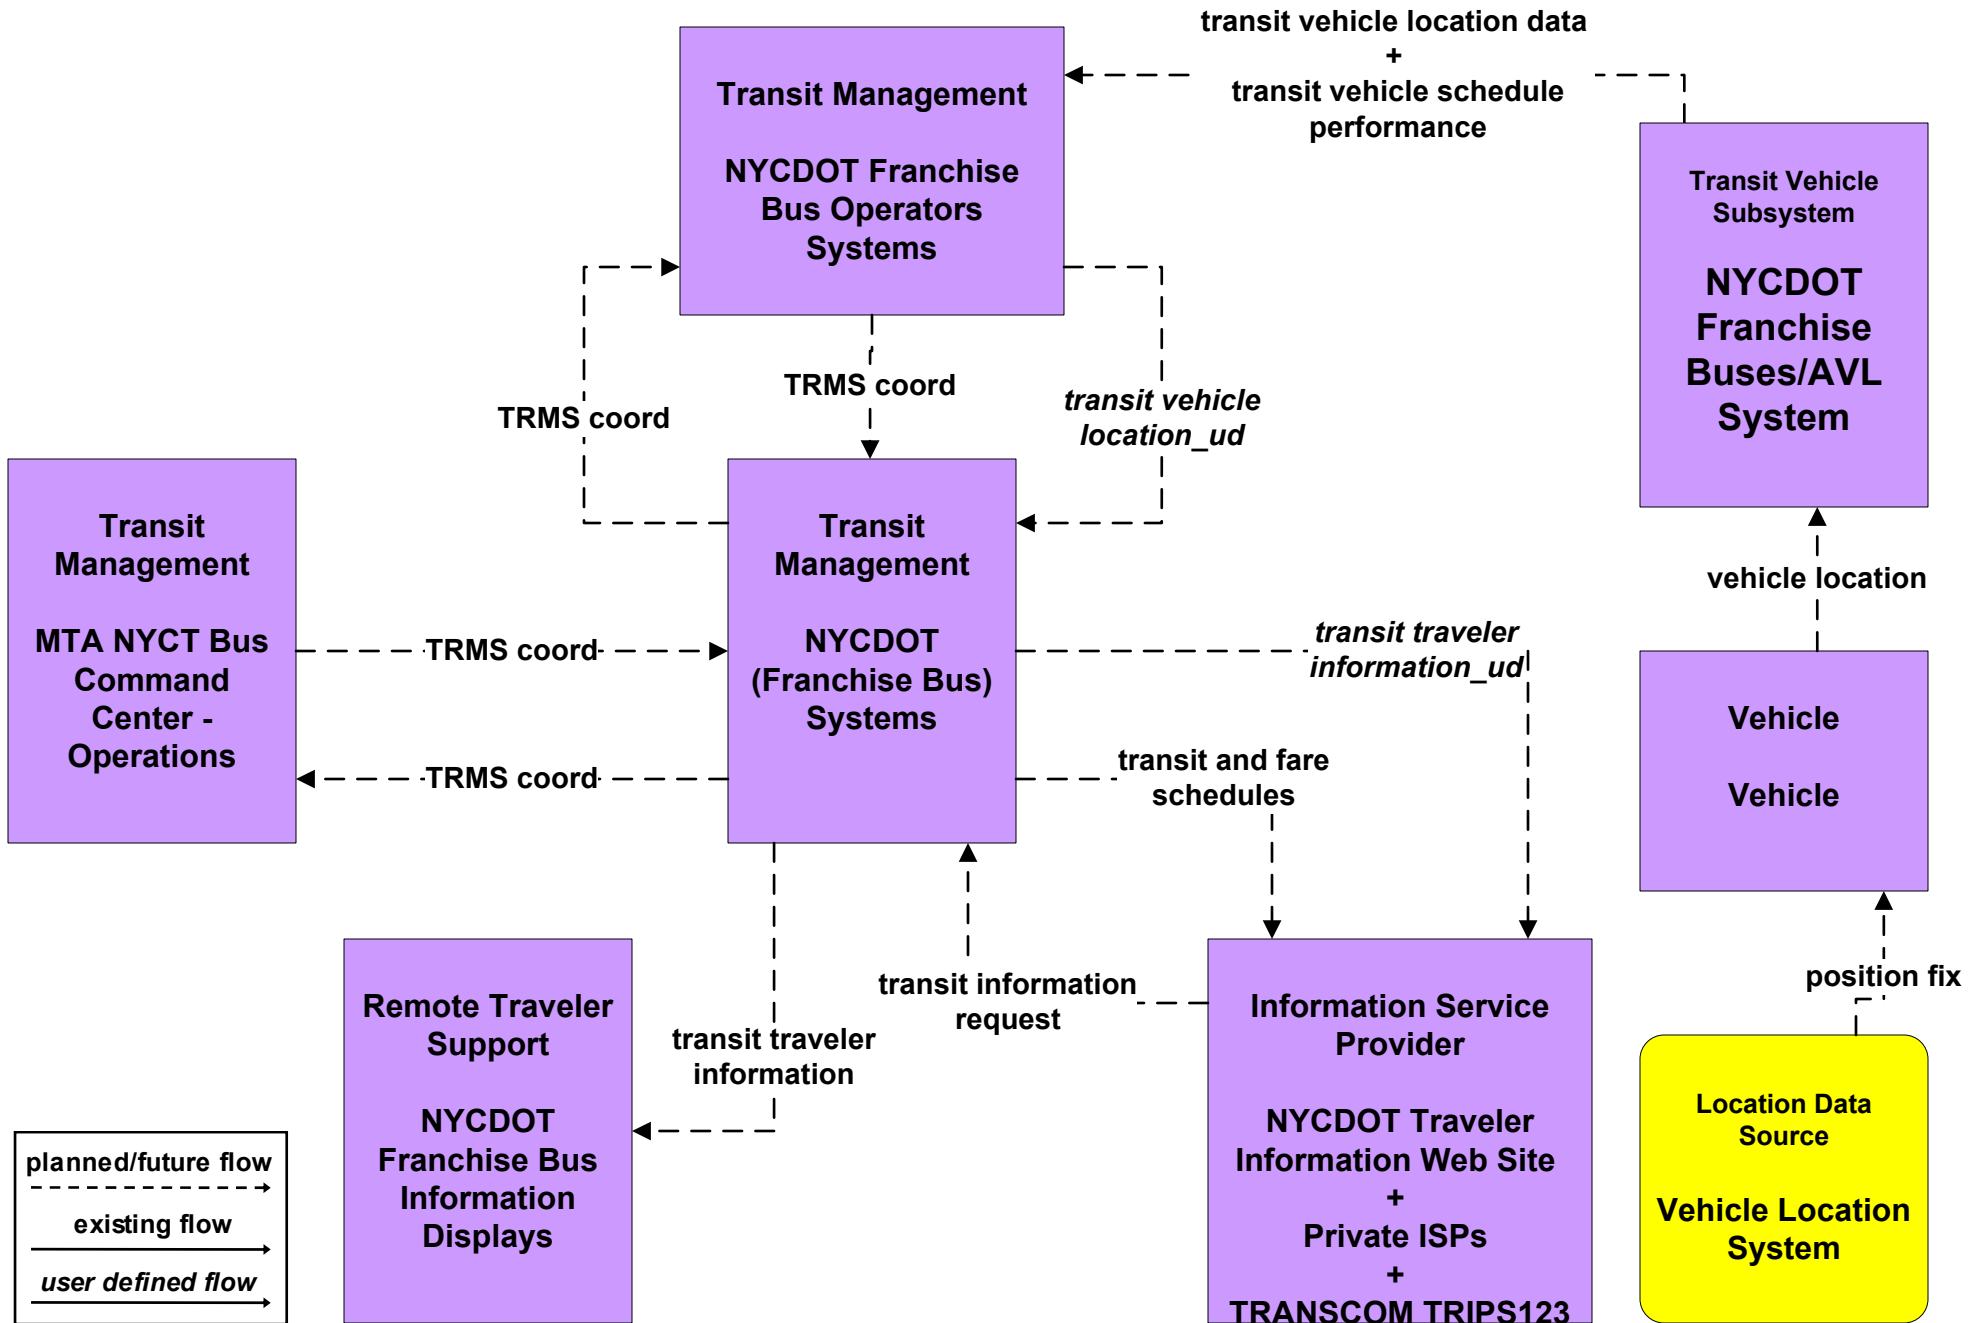 transit vehicle location data
+
transit vehicle schedule
performance
Transit Management
NYCDOT Franchise
Bus Operators
Systems
Transit Vehicle
Subsystem
NYCDOT
Franchise
Buses/AVL
System
TRMS coord
TRMS coord
transit vehicle
location_ud
Transit
Management
MTA NYCT Bus
Command
Center -
Operations
TRMS coord
TRMS coord
Transit
Management
NYCDOT
(Franchise Bus)
Systems
transit traveler
information_ud
transit and fare
schedules
vehicle location
Vehicle
Vehicle
position fix
Remote Traveler
Support
NYCDOT
Franchise Bus
Information
Displays
transit traveler
information
transit information
request
Information Service
Provider
NYCDOT Traveler
Information Web Site
+
Private ISPs
+
TRANSCOM TRIPS123
Location Data
Source
Vehicle Location
System
planned/future flow
existing flow
user defined flow